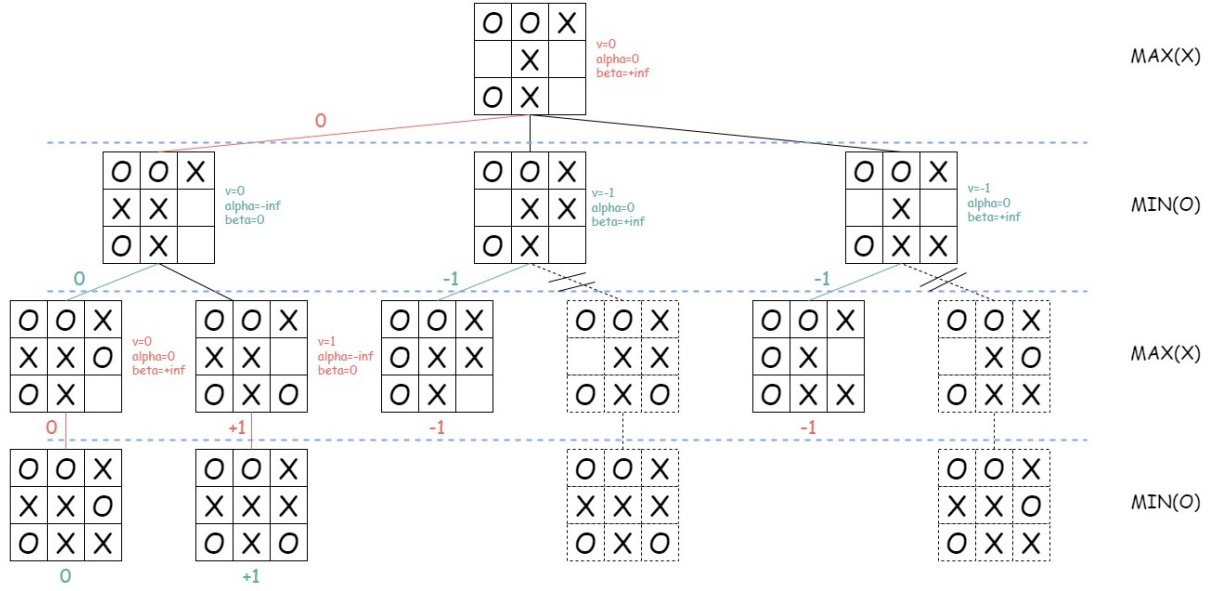 O O X
X
O X
v=0
alpha=0
beta=+inf
MAX(X)
0
O O X
X X
O X
v=0
alpha=-inf
beta=0
O O X
X X
O X
v=-1
alpha=0
beta=+inf
O O X
X
O X X
v=-1
alpha=0
beta=+inf
MIN(O)
0
-1
-1
O O X
X X O
O X
v=0
alpha=0
beta=+inf
O O X
X X
O X O
v=1
alpha=-inf
beta=0
O O X
O X X
O X
O O X
X X
O X O
O O X
O X
O X X
O O X
X O
O X X
MAX(X)
0
+1
-1
-1
O O X
X X O
O X X
O O X
X X X
O X O
O O X
X X X
O X O
O O X
X X O
O X X
MIN(O)
0
+1